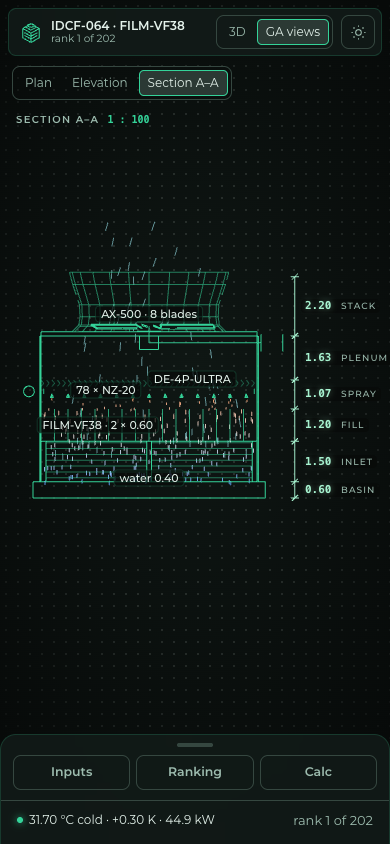 IDCF-064 · FILM-VF38
rank 1 of 202
3D
GA views
Plan
Elevation
Section A–A
SECTION A–A 1 : 100
AX-500 · 8 blades
2.20 STACK
1.63 PLENUM
DE-4P-ULTRA
78 × NZ-20
1.07 SPRAY
FILM-VF38 · 2 × 0.60
1.20 FILL
1.50 INLET
water 0.40
0.60 BASIN
Inputs
Ranking
Calc
31.70 °C cold · +0.30 K · 44.9 kW
rank 1 of 202